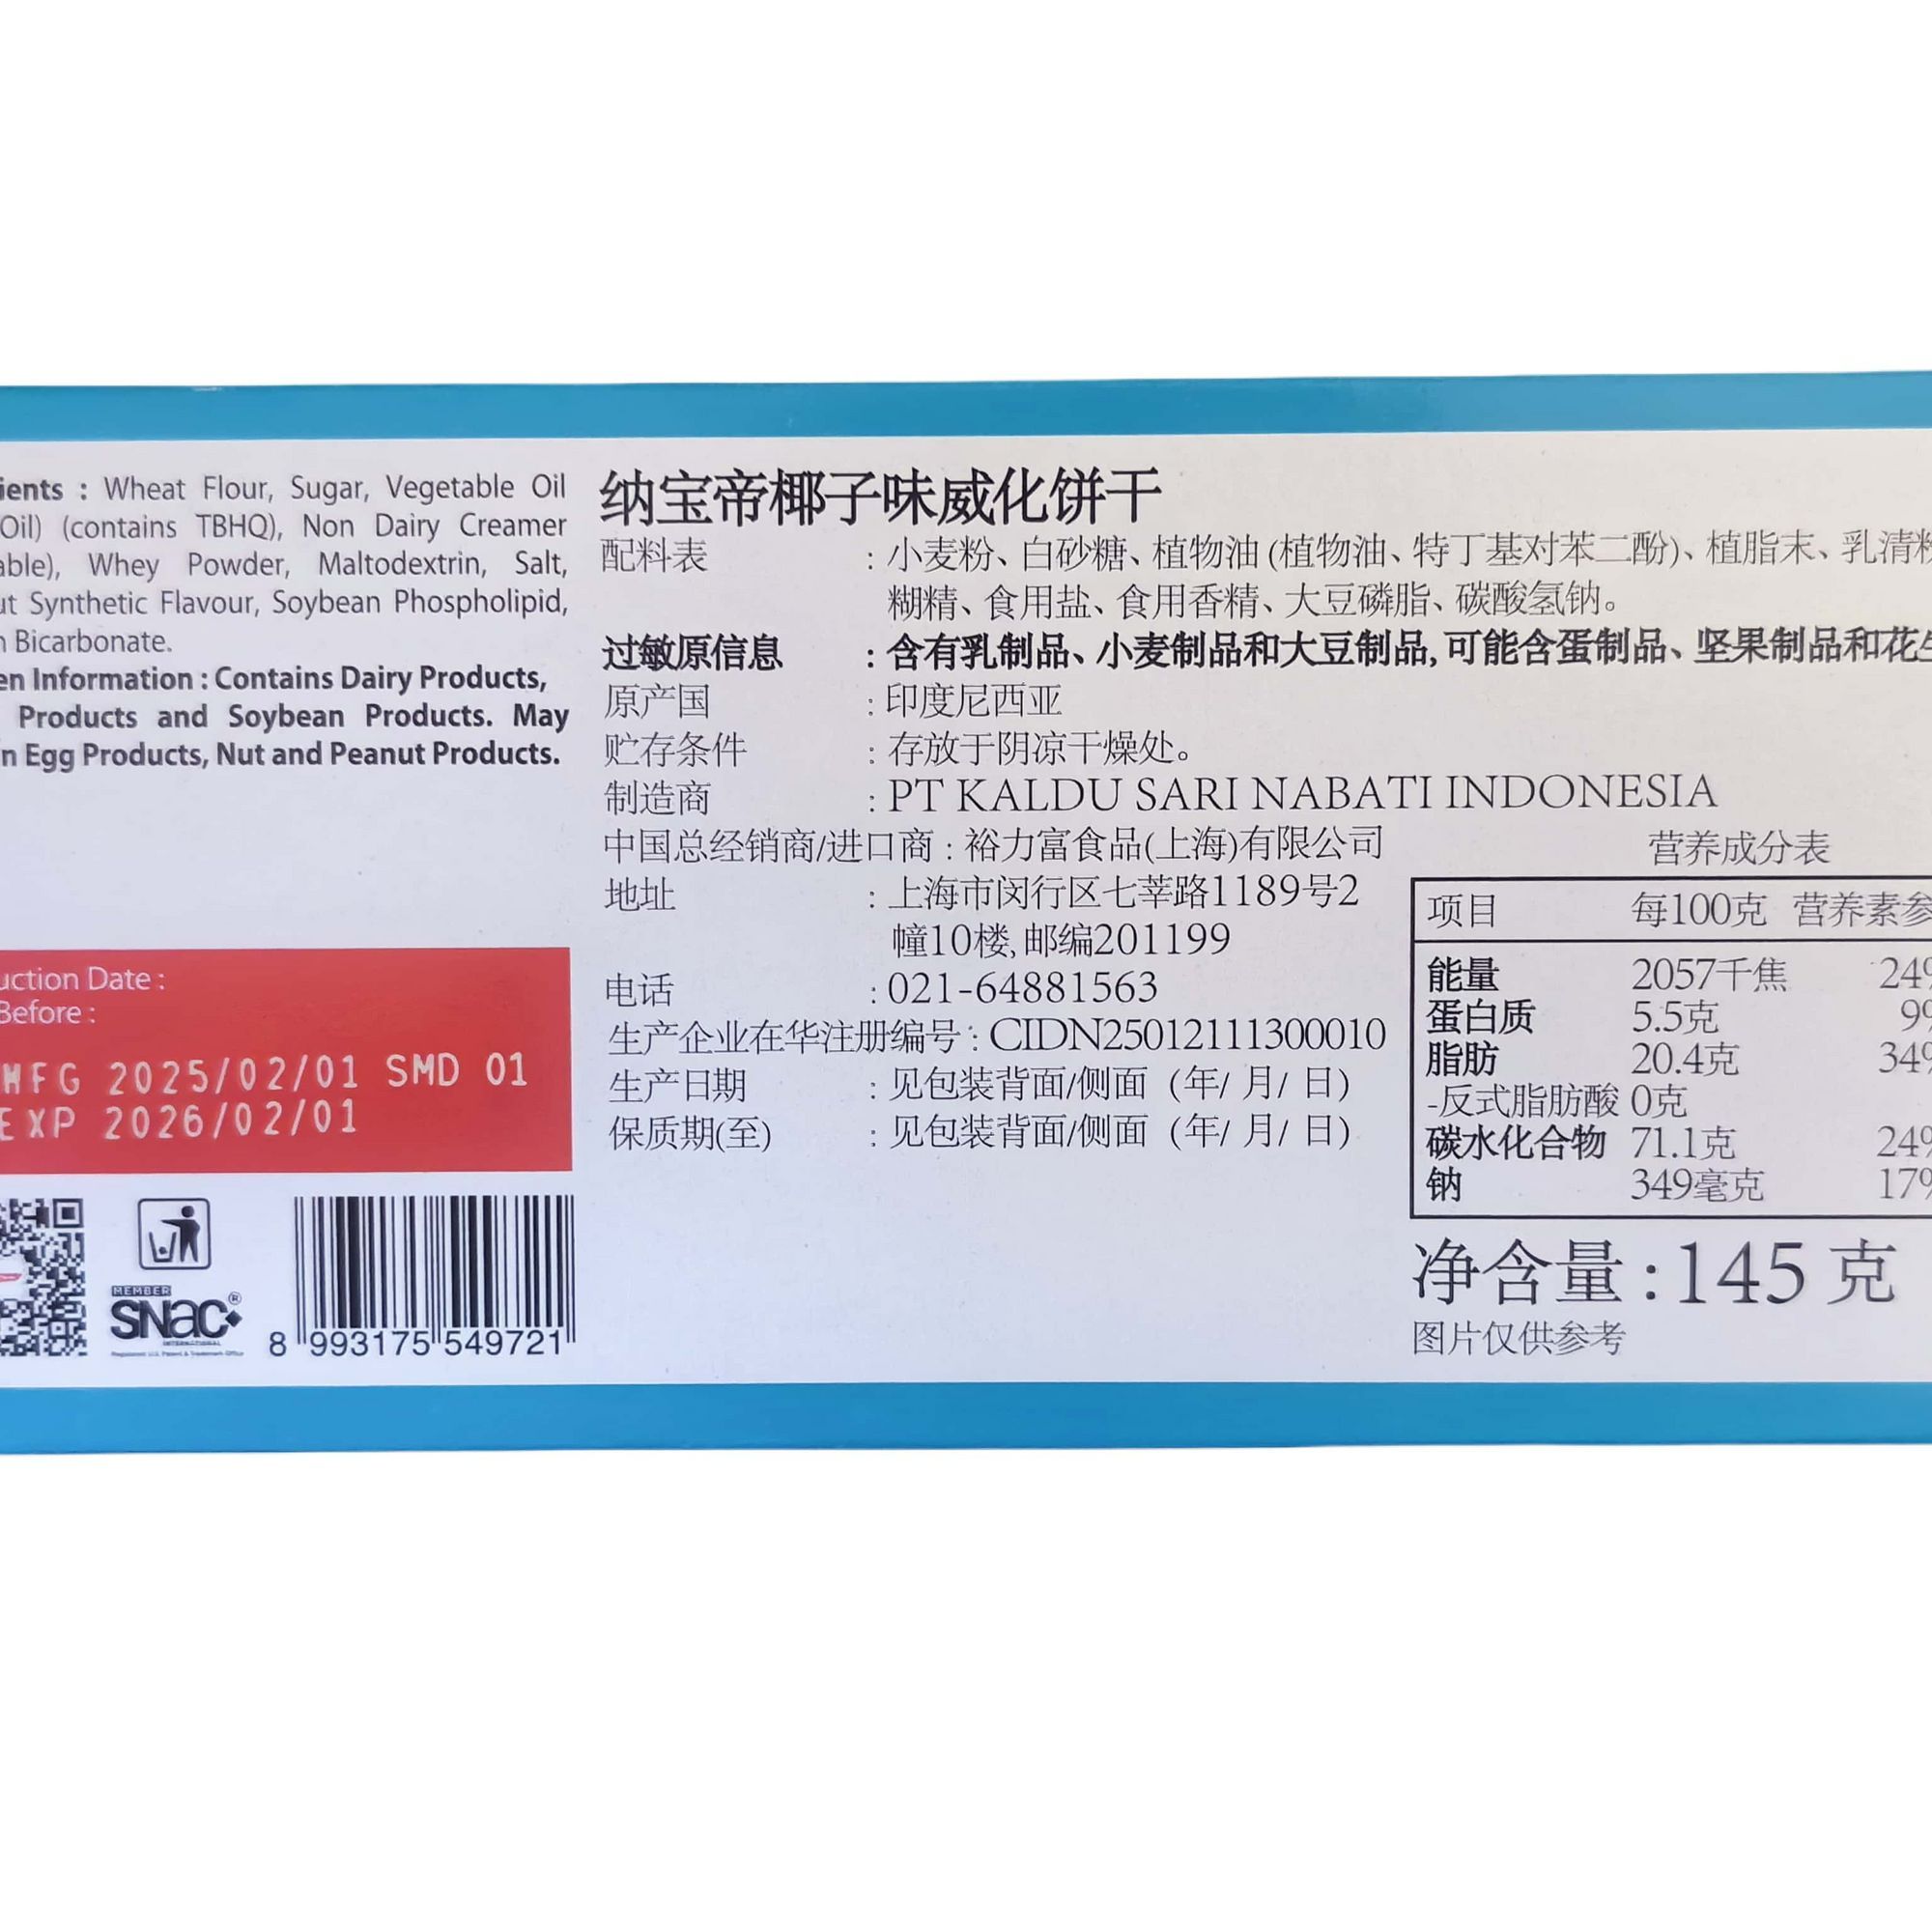 ients : Wheat Flour, Sugar, Vegetable Oil
Oil) (contains TBHQ), Non Dairy Creamer
able), Whey Powder, Maltodextrin, Salt,
ut Synthetic Flavour, Soybean Phospholipid,
n Bicarbonate.
en Information : Contains Dairy Products,
Products and Soybean Products. May
n Egg Products, Nut and Peanut Products.
uction Date :
Before :
MFG 2025/02/01 SMD 01
EXP 2026/02/01
MEMBER
SNAC®
INTERNATIONAL
8 993175 549721
纳宝帝椰子味威化饼干
配料表 : 小麦粉、白砂糖、植物油 (植物油、特丁基对苯二酚)、植脂末、乳清粉
糊精、食用盐、食用香精、大豆磷脂、碳酸氢钠。
过敏原信息 : 含有乳制品、小麦制品和大豆制品,可能含蛋制品、坚果制品和花生
原产国 : 印度尼西亚
贮存条件 : 存放于阴凉干燥处。
制造商 : PT KALDU SARI NABATI INDONESIA
中国总经销商/进口商 : 裕力富食品(上海)有限公司
地址 : 上海市闵行区七莘路1189号2
幢10楼,邮编201199
电话 : 021-64881563
生产企业在华注册编号 : CIDN25012111300010
生产日期 : 见包装背面/侧面 (年/ 月/ 日)
保质期(至) : 见包装背面/侧面 (年/ 月/ 日)
营养成分表
项目 每100克 营养素参
能量 2057千焦 24%
蛋白质 5.5克 9%
脂肪 20.4克 34%
-反式脂肪酸 0克
碳水化合物 71.1克 24%
钠 349毫克 17%
净含量 : 145 克
图片仅供参考